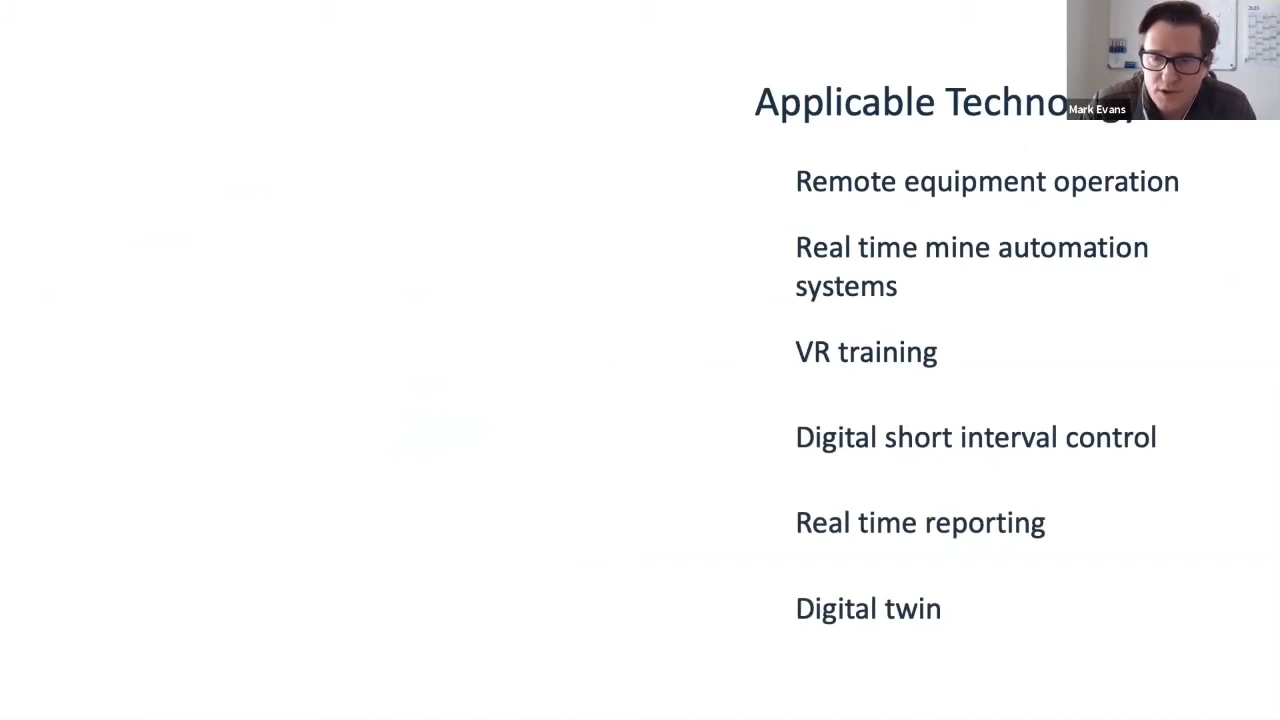 Applicable
Mark Evans
Remote equipment operation
Real time mine automation
systems
VR training
Digital short interval control
Real time reporting
Digital twin